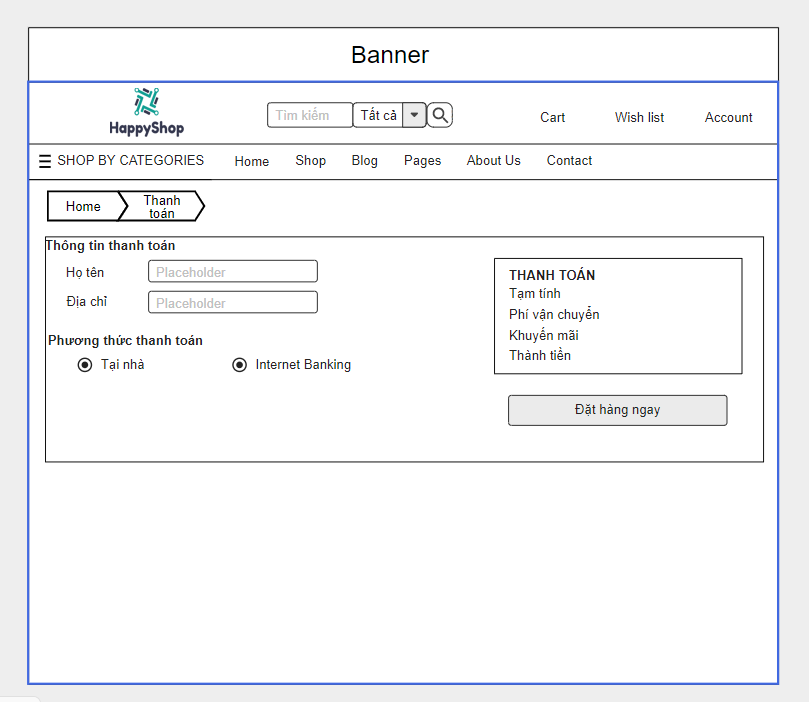 Banner
HappyShop
Tìm kiếm
Tất cả
Cart
Wish list
Account
SHOP BY CATEGORIES
Home
Shop
Blog
Pages
About Us
Contact
Home
Thanh
toán
Thông tin thanh toán
Họ tên
Placeholder
Địa chỉ
Placeholder
Phương thức thanh toán
Tại nhà
Internet Banking
THANH TOÁN
Tạm tính
Phí vận chuyển
Khuyến mãi
Thành tiền
Đặt hàng ngay